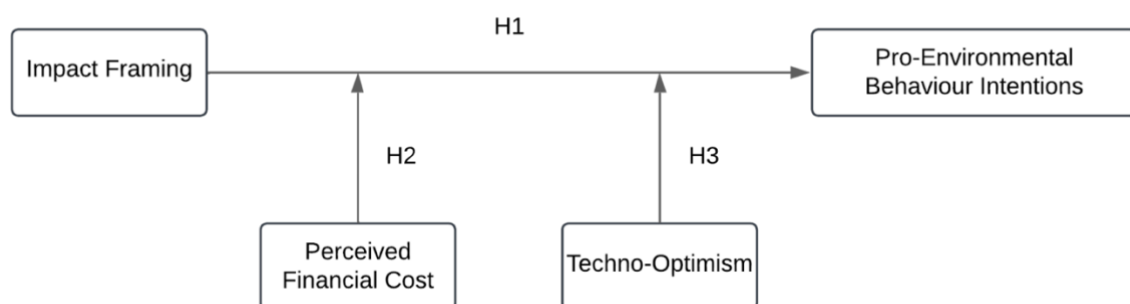 H1
Impact Framing
Pro-Environmental
Behaviour Intentions
H2
H3
Perceived
Financial Cost
Techno-Optimism